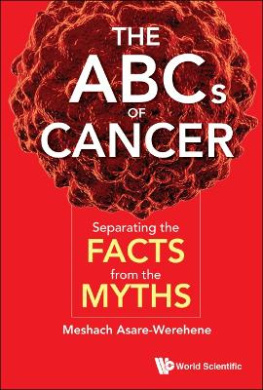 THE
ABCs
OF
CANCER
Separating the
FACTS
from the
MYTHS
Meshach Asare-Werehene
World Scientific